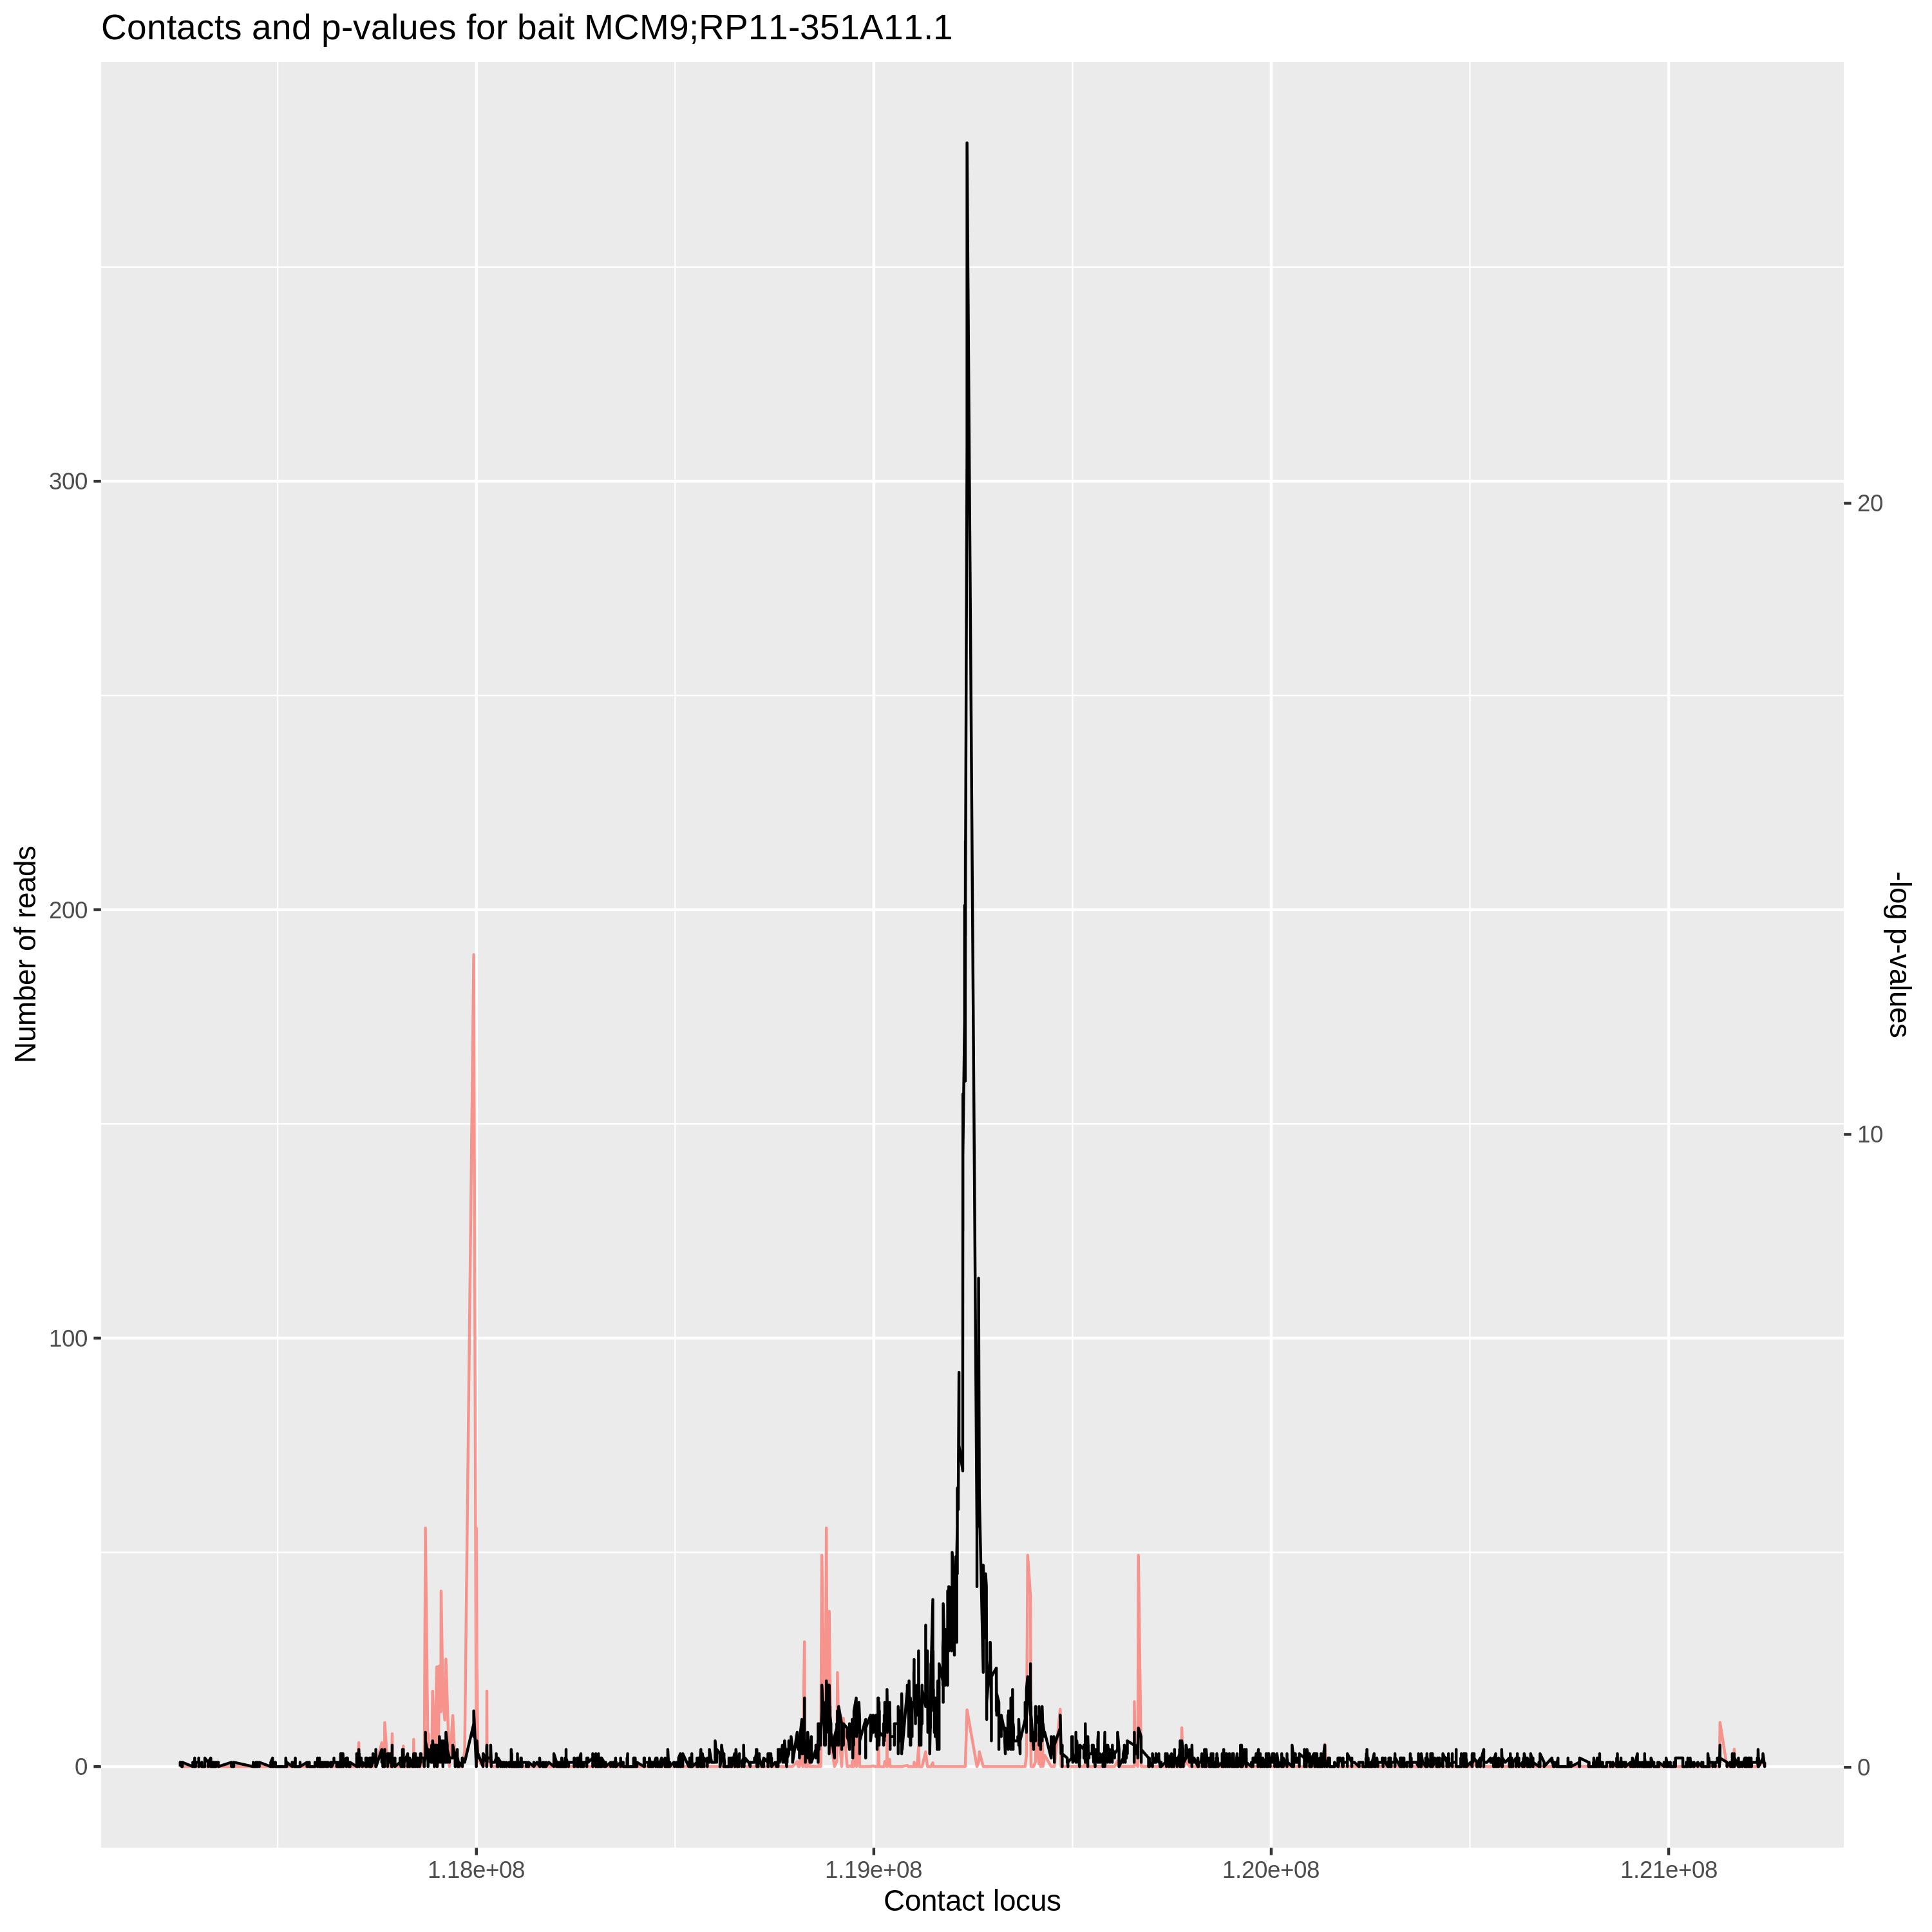 Contacts and p-values for bait MCM9;RP11-351A11.1
Number of reads
300
200
100
0
-log p-values
20
10
0
1.18e+08
1.19e+08
1.20e+08
1.21e+08
Contact locus